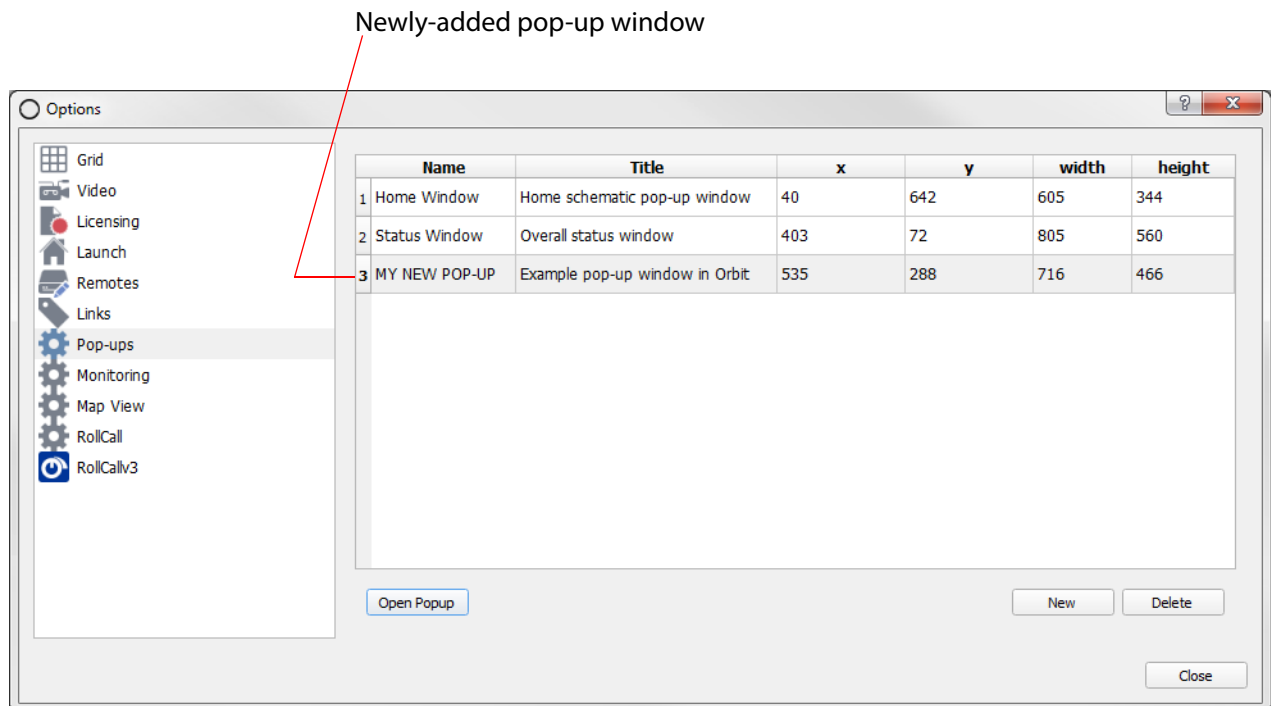 Newly-added pop-up window
Options
Grid
Video
Licensing
Launch
Remotes
Links
Pop-ups
Monitoring
Map View
RollCall
RollCallv3
Name Title x y width height
1 Home Window Home schematic pop-up window 40 642 605 344
2 Status Window Overall status window 403 72 805 560
3 MY NEW POP-UP Example pop-up window in Orbit 535 288 716 466
Open Popup New Delete
Close